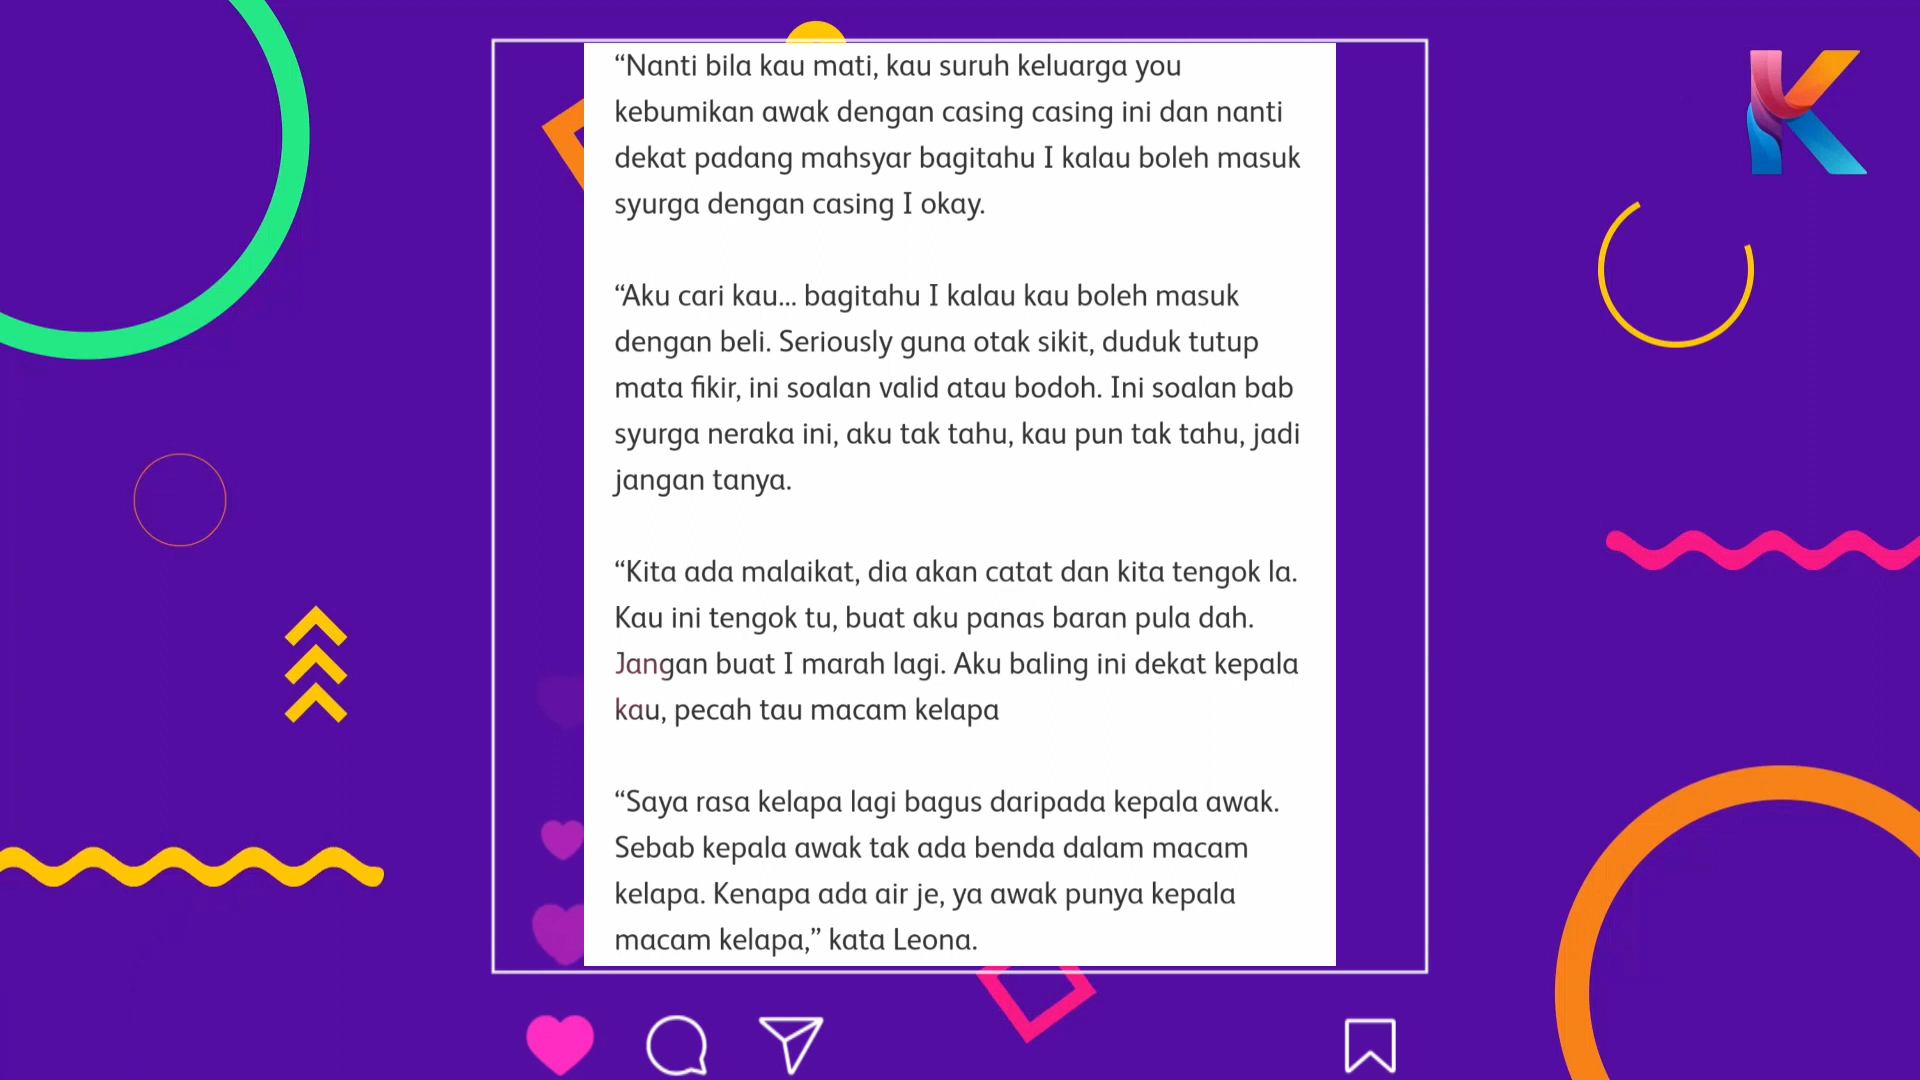 “Nanti bila kau mati, kau suruh keluarga you
kebumikan awak dengan casing casing ini dan nanti
dekat padang mahsyar bagitahu I kalau boleh masuk
syurga dengan casing I okay.
“Aku cari kau... bagitahu I kalau kau boleh masuk
dengan beli. Seriously guna otak sikit, duduk tutup
mata fikir, ini soalan valid atau bodoh. Ini soalan bab
syurga neraka ini, aku tak tahu, kau pun tak tahu, jadi
jangan tanya.
“Kita ada malaikat, dia akan catat dan kita tengok la.
Kau ini tengok tu, buat aku panas baran pula dah.
Jangan buat I marah lagi. Aku baling ini dekat kepala
kau, pecah tau macam kelapa
“Saya rasa kelapa lagi bagus daripada kepala awak.
Sebab kepala awak tak ada benda dalam macam
kelapa. Kenapa ada air je, ya awak punya kepala
macam kelapa,” kata Leona.
K